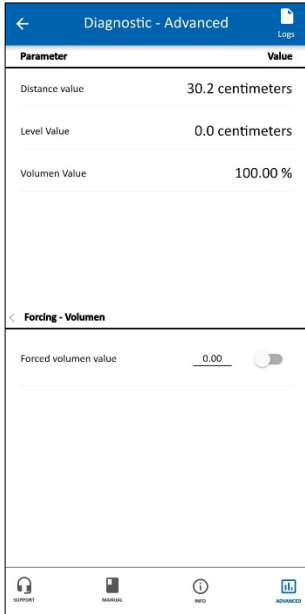 Diagnostic - Advanced
Logs
Parameter Value
Distance value 30.2 centimeters
Level Value 0.0 centimeters
Volumen Value 100.00 %
Forcing - Volumen
Forced volumen value 0.00
SUPPORT MANUAL INFO ADVANCED